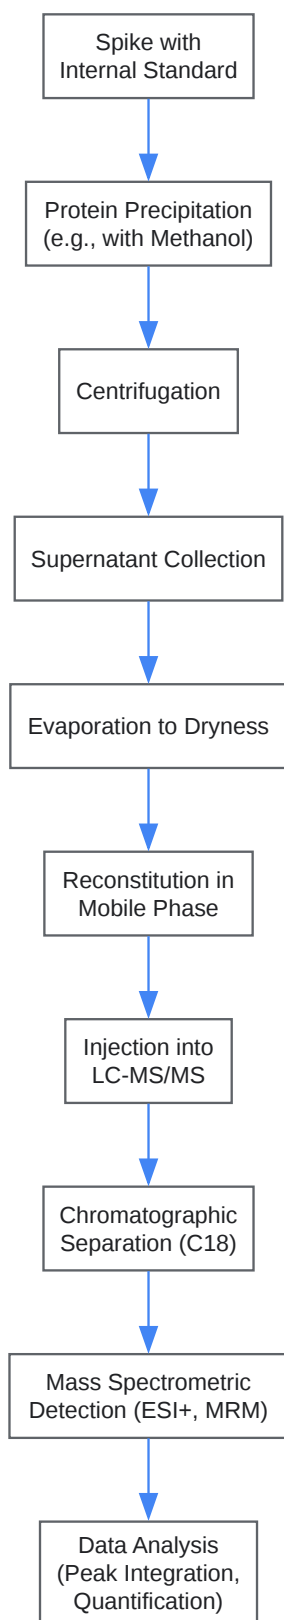 Spike with
Internal Standard
Protein Precipitation
(e.g., with Methanol)
Centrifugation
Supernatant Collection
Evaporation to Dryness
Reconstitution in
Mobile Phase
Injection into
LC-MS/MS
Chromatographic
Separation (C18)
Mass Spectrometric
Detection (ESI+, MRM)
Data Analysis
(Peak Integration,
Quantification)